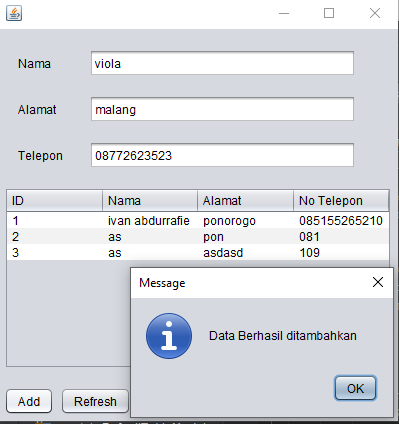 Nama viola
Alamat malang
Telepon 08772623523
ID Nama Alamat No Telepon
1 ivan abdurrafie ponorogo 085155265210
2 as pon 081
3 as asdasd 109
Message
Data Berhasil ditambahkan
OK
Add Refresh